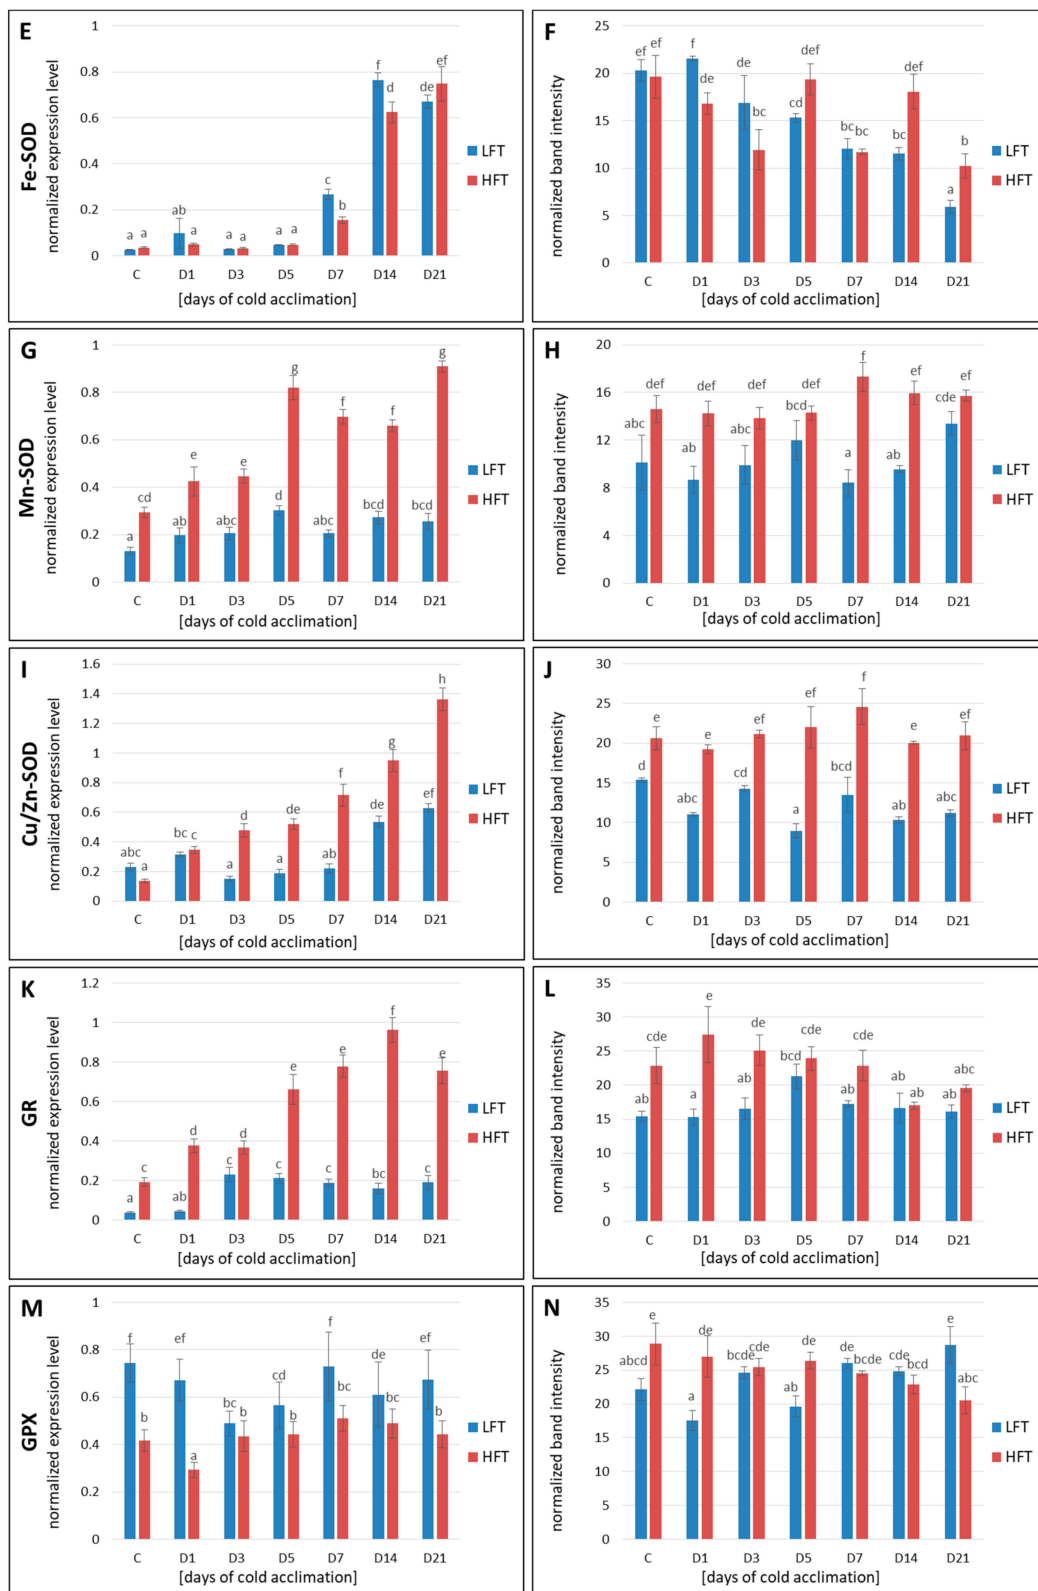 E
Fe-SOD
normalized expression level
1
0.8
0.6
0.4
0.2
0
a a ab a a a a a c b f d de ef
C D1 D3 D5 D7 D14 D21
[days of cold acclimation]
LFT
HFT
F
normalized band intensity
25
20
15
10
5
0
ef ef f de de bc cd def bc bc bc def a b
C D1 D3 D5 D7 D14 D21
[days of cold acclimation]
LFT
HFT
G
Mn-SOD
normalized expression level
1
0.8
0.6
0.4
0.2
0
a cd ab e abc e d g abc f bcd f bcd g
C D1 D3 D5 D7 D14 D21
[days of cold acclimation]
LFT
HFT
H
normalized band intensity
20
16
12
8
4
0
abc def ab def abc def bcd def a f ab ef cde ef
C D1 D3 D5 D7 D14 D21
[days of cold acclimation]
LFT
HFT
I
Cu/Zn-SOD
normalized expression level
1.6
1.4
1.2
1
0.8
0.6
0.4
0.2
0
abc a bc c a d a de ab f de g ef h
C D1 D3 D5 D7 D14 D21
[days of cold acclimation]
LFT
HFT
J
normalized band intensity
30
25
20
15
10
5
0
d e abc e cd ef a ef bcd f ab e abc ef
C D1 D3 D5 D7 D14 D21
[days of cold acclimation]
LFT
HFT
K
GR
normalized expression level
1.2
1
0.8
0.6
0.4
0.2
0
a c ab d c d c e c e bc f c e
C D1 D3 D5 D7 D14 D21
[days of cold acclimation]
LFT
HFT
L
normalized band intensity
35
30
25
20
15
10
5
0
ab cde a e ab de bcd cde ab cde ab ab ab abc
C D1 D3 D5 D7 D14 D21
[days of cold acclimation]
LFT
HFT
M
GPX
normalized expression level
1
0.8
0.6
0.4
0.2
0
f b ef a bc b cd b f bc de bc ef b
C D1 D3 D5 D7 D14 D21
[days of cold acclimation]
LFT
HFT
N
normalized band intensity
35
30
25
20
15
10
5
0
abcd e a de bcde cde ab de de bcde cde bcd e abc
C D1 D3 D5 D7 D14 D21
[days of cold acclimation]
LFT
HFT